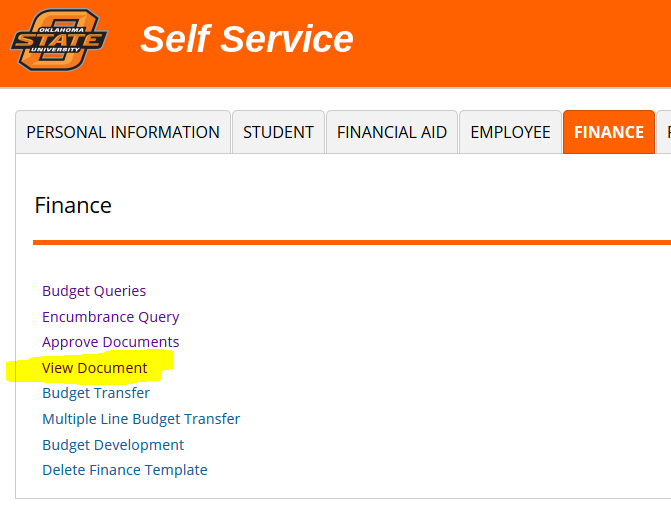 OKLAHOMA
STATE
UNIVERSITY
Self Service
PERSONAL INFORMATION STUDENT FINANCIAL AID EMPLOYEE FINANCE
Finance
Budget Queries
Encumbrance Query
Approve Documents
View Document
Budget Transfer
Multiple Line Budget Transfer
Budget Development
Delete Finance Template